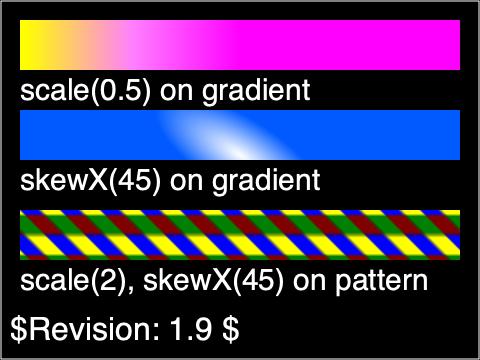 scale(0.5) on gradient
skewX(45) on gradient
scale(2), skewX(45) on pattern
$Revision: 1.9 $